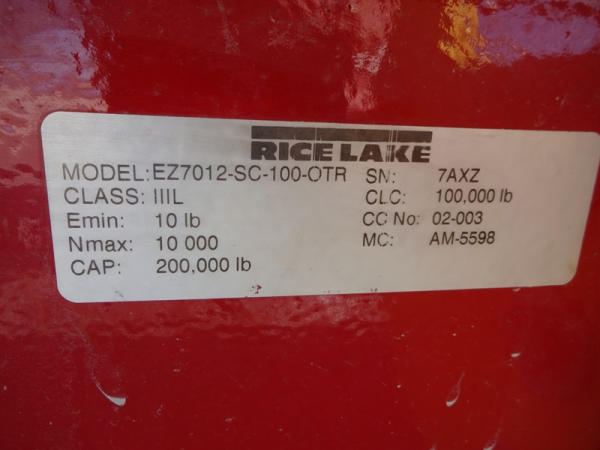 RICE LAKE
MODEL: EZ7012-SC-100-OTR SN: 7AXZ
CLASS: IIIL CLC: 100,000 lb
Emin: 10 lb CC No: 02-003
Nmax: 10 000 MC: AM-5598
CAP: 200,000 lb